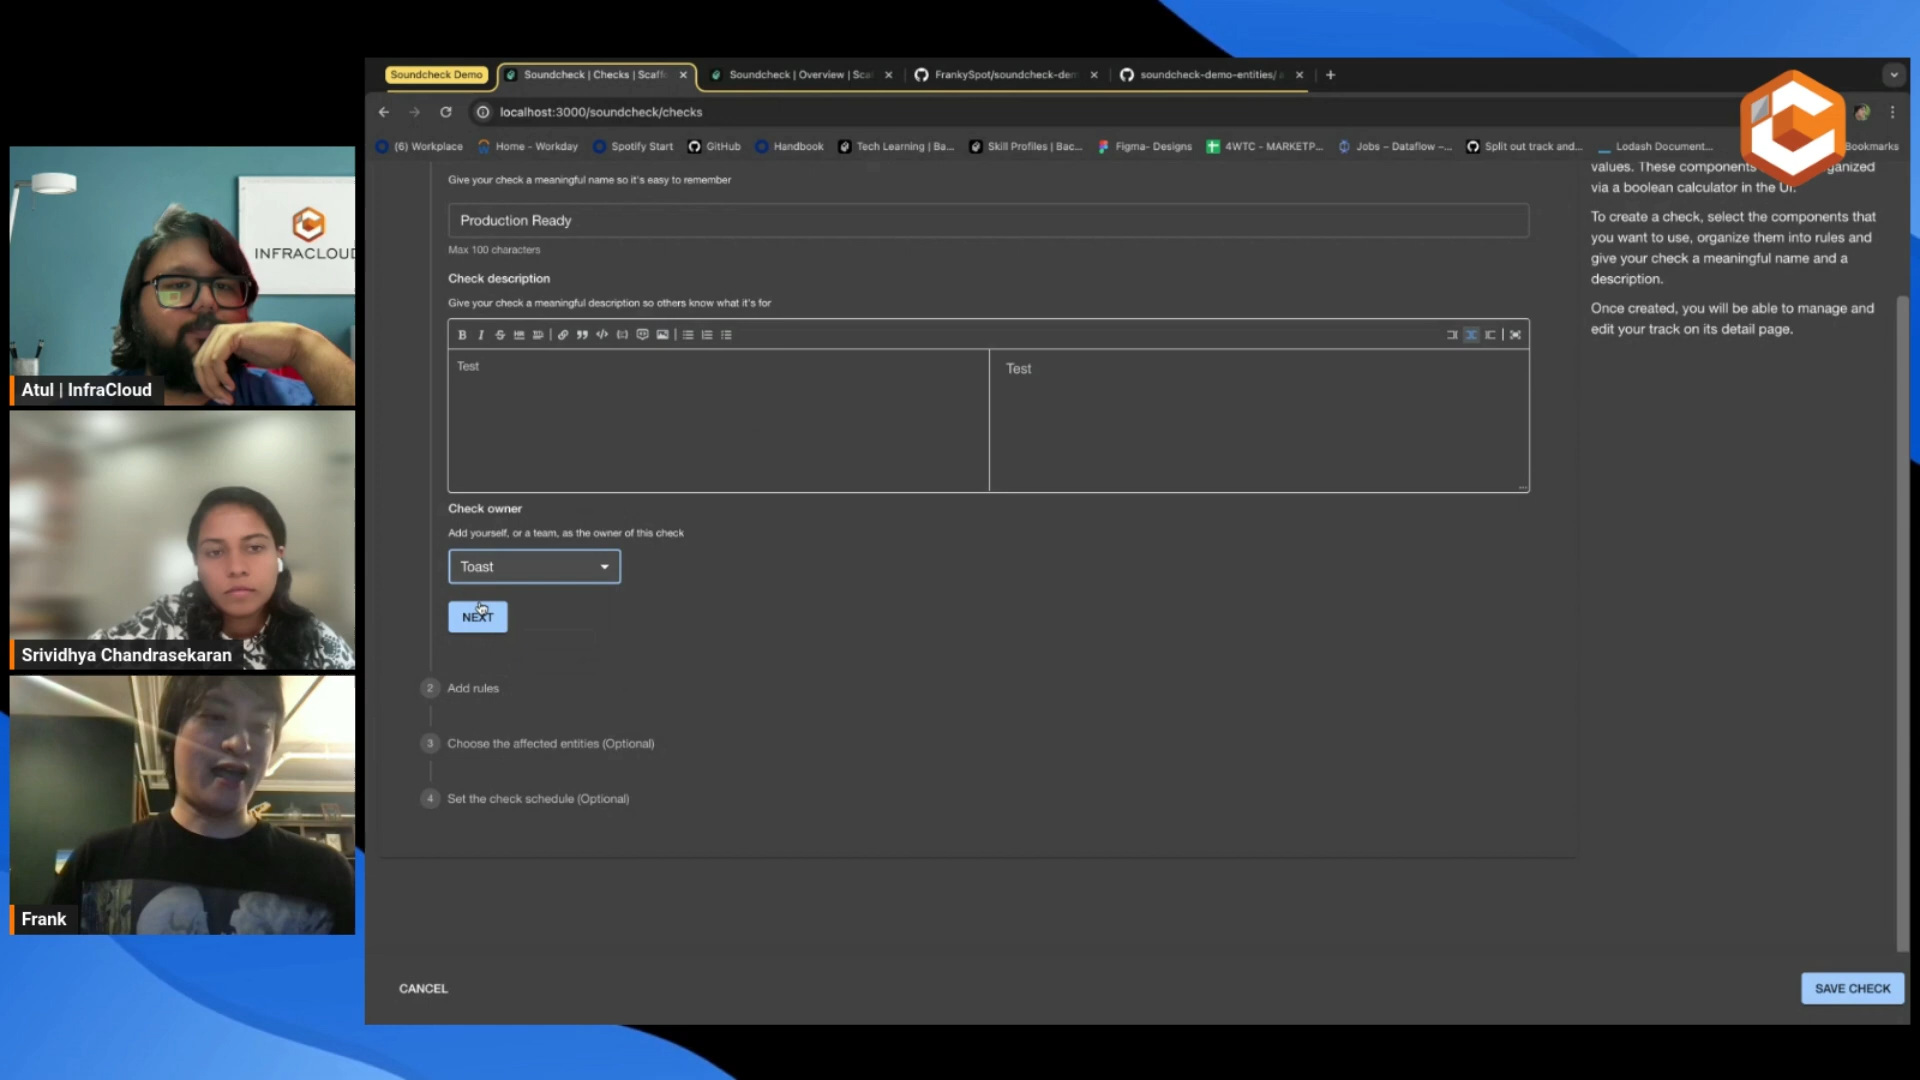 Soundcheck Demo
Soundcheck | Checks | Scaff
Soundcheck | Overview | Sca
FrankySpot/soundcheck-dem
soundcheck-demo-entities/
localhost:3000/soundcheck/checks
(6) Workplace
Home - Workday
Spotify Start
GitHub
Handbook
Tech Learning | Ba...
Skill Profiles | Bac...
Figma- Designs
4WTC - MARKETP...
Jobs – Dataflow –...
Split out track and...
Lodash Document...
Bookmarks
Give your check a meaningful name so it's easy to remember
Production Ready
Max 100 characters
Check description
Give your check a meaningful description so others know what it's for
Test
Test
Check owner
Add yourself, or a team, as the owner of this check
Toast
NEXT
2 Add rules
3 Choose the affected entities (Optional)
4 Set the check schedule (Optional)
CANCEL
SAVE CHECK
values. These components
ganized
via a boolean calculator in the UI.
To create a check, select the components that
you want to use, organize them into rules and
give your check a meaningful name and a
description.
Once created, you will be able to manage and
edit your track on its detail page.
INFRACLOUD
Atul | InfraCloud
Srividhya Chandrasekaran
Frank